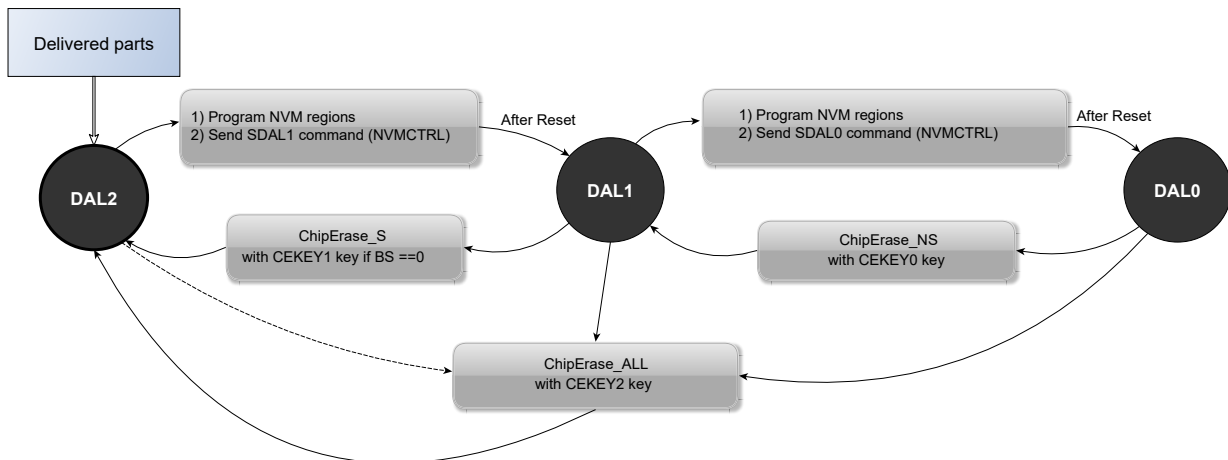 Delivered parts
1) Program NVM regions
2) Send SDAL1 command (NVMCTRL)
After Reset
1) Program NVM regions
2) Send SDAL0 command (NVMCTRL)
After Reset
DAL2
DAL1
DAL0
ChipErase_S
with CEKEY1 key if BS ==0
ChipErase_NS
with CEKEY0 key
ChipErase_ALL
with CEKEY2 key